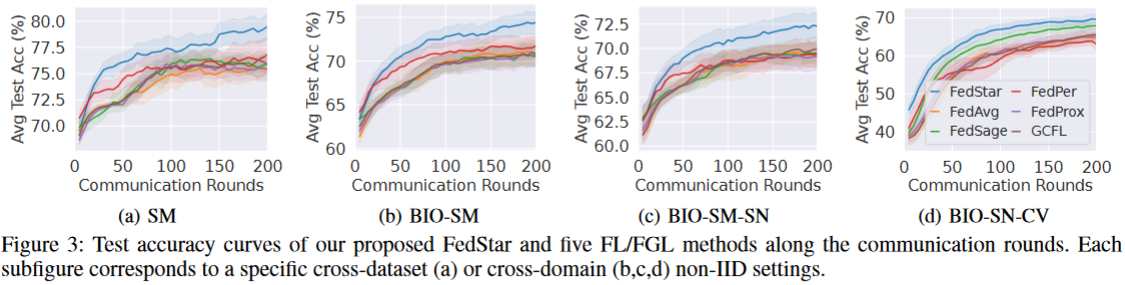 80.0
77.5
75.0
72.5
70.0
Avg Test Acc (%)
0 50 100 150 200
Communication Rounds
(a) SM
75
70
65
60
Avg Test Acc (%)
0 50 100 150 200
Communication Rounds
(b) BIO-SM
72.5
70.0
67.5
65.0
62.5
60.0
Avg Test Acc (%)
0 50 100 150 200
Communication Rounds
(c) BIO-SM-SN
70
60
50
40
Avg Test Acc (%)
FedStar FedPer
FedAvg FedProx
FedSage GCFL
0 50 100 150 200
Communication Rounds
(d) BIO-SN-CV
Figure 3: Test accuracy curves of our proposed FedStar and five FL/FGL methods along the communication rounds. Each
subfigure corresponds to a specific cross-dataset (a) or cross-domain (b,c,d) non-IID settings.